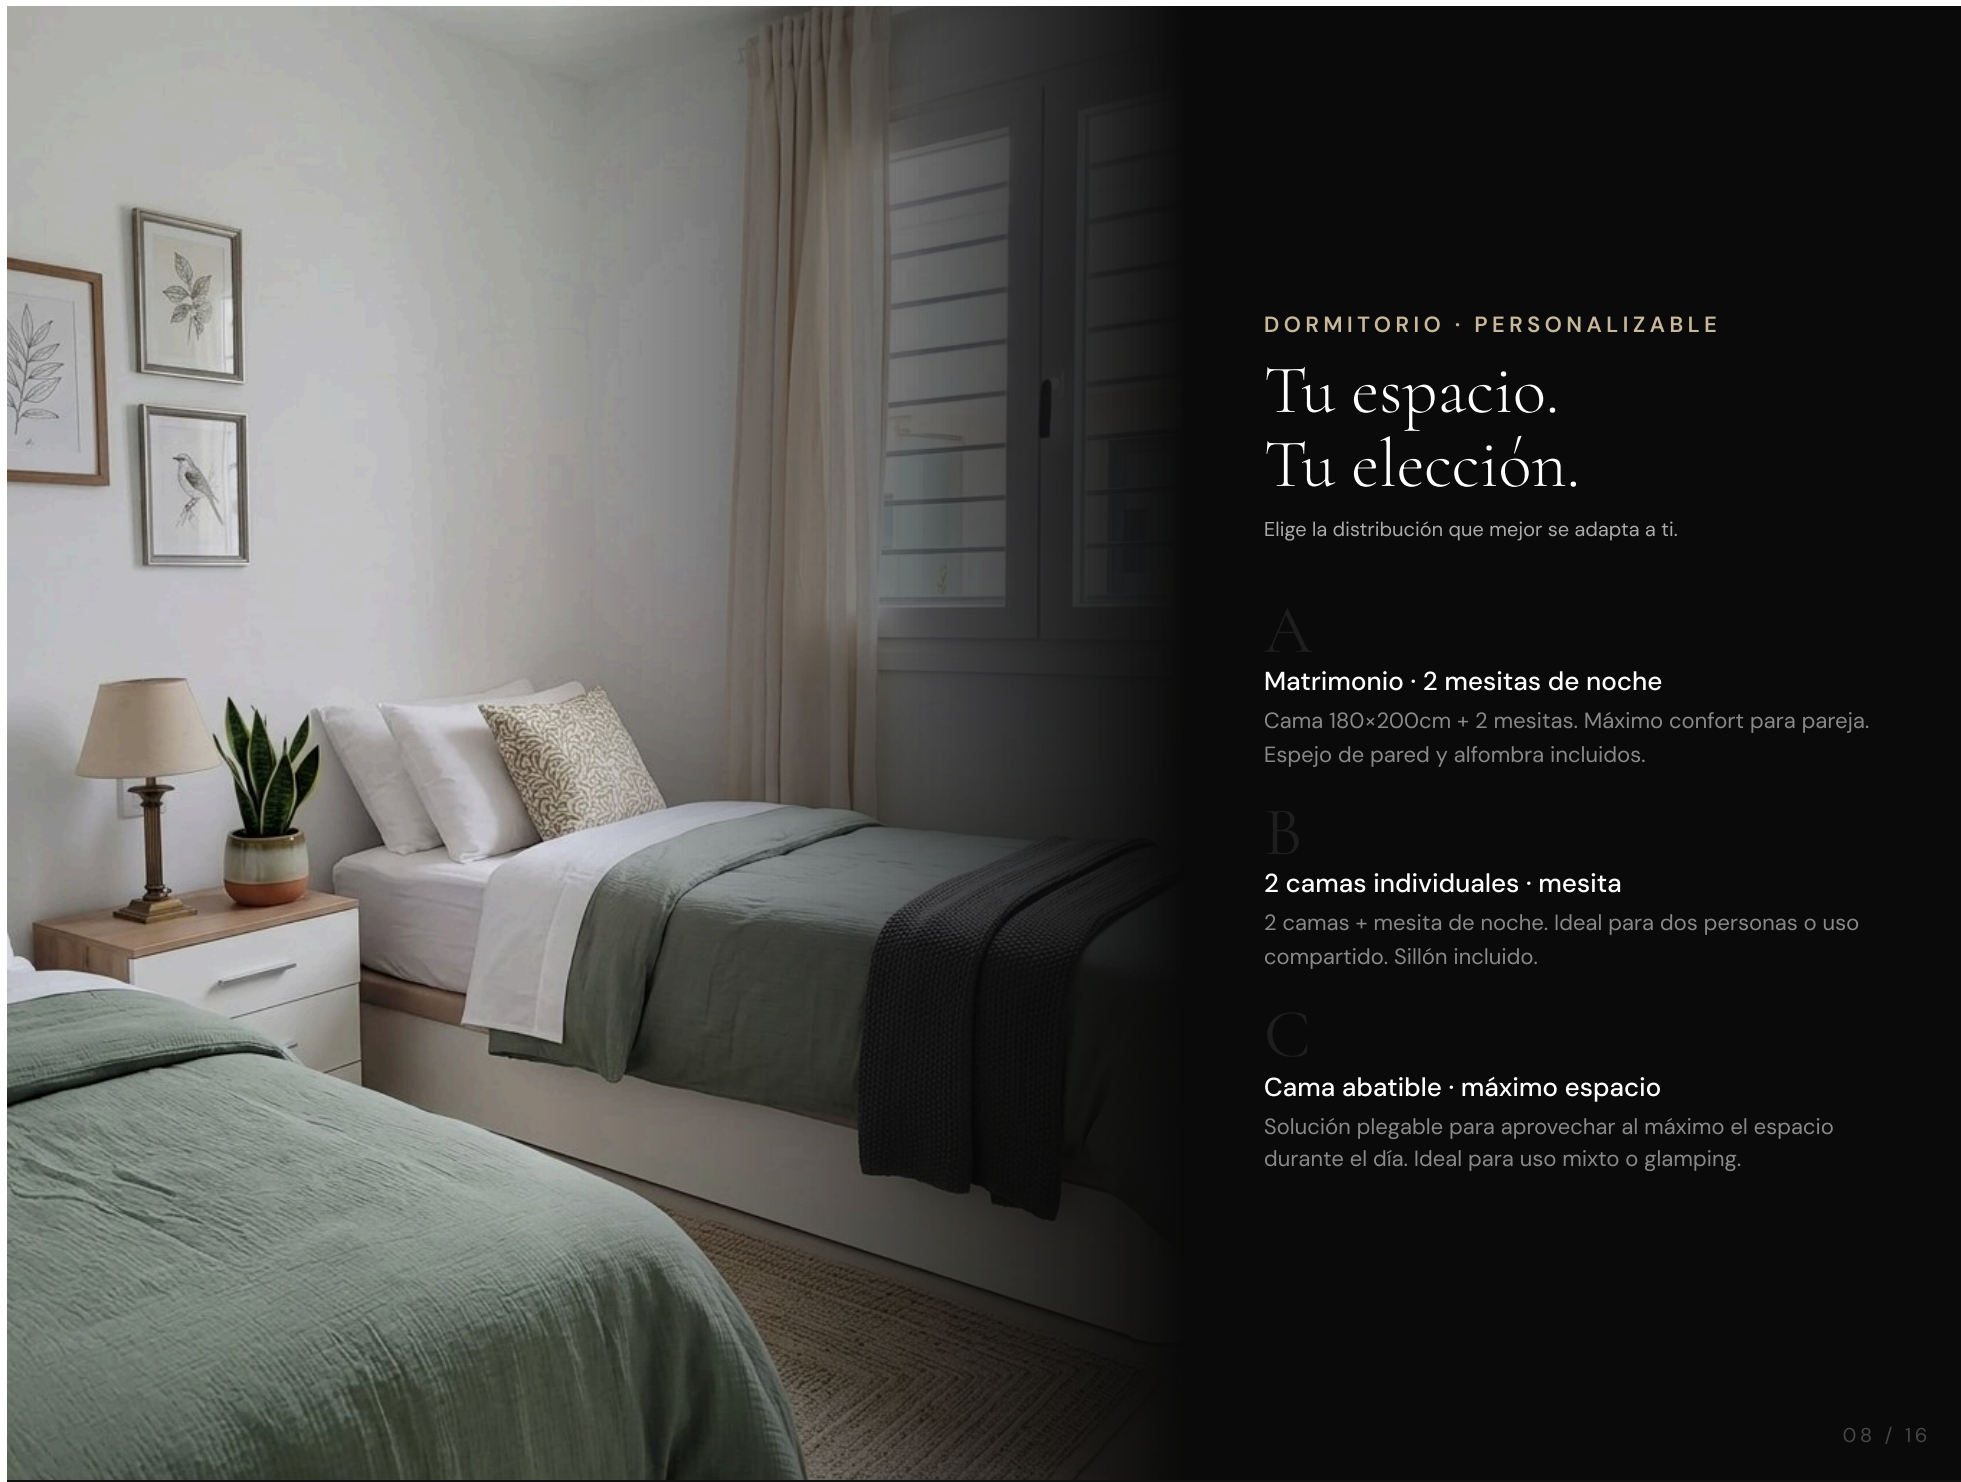 DORMITORIO · PERSONALIZABLE
Tu espacio.
Tu elección.
Elige la distribución que mejor se adapta a ti.
A
Matrimonio · 2 mesitas de noche
Cama 180×200cm + 2 mesitas. Máximo confort para pareja.
Espejo de pared y alfombra incluidos.
B
2 camas individuales · mesita
2 camas + mesita de noche. Ideal para dos personas o uso
compartido. Sillón incluido.
C
Cama abatible · máximo espacio
Solución plegable para aprovechar al máximo el espacio
durante el día. Ideal para uso mixto o glamping.
08 / 16